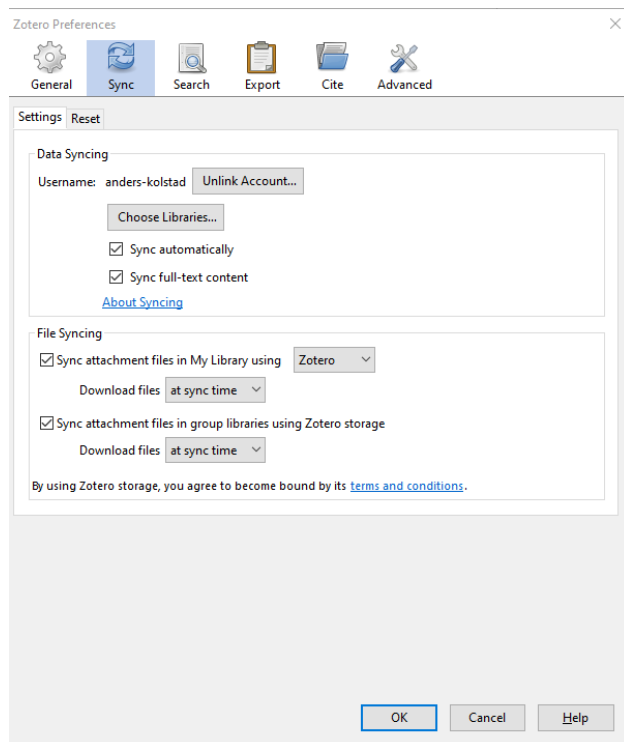 Zotero Preferences
General Sync Search Export Cite Advanced
Settings Reset
Data Syncing
Username: anders-kolstad Unlink Account...
Choose Libraries...
Sync automatically
Sync full-text content
About Syncing
File Syncing
Sync attachment files in My Library using Zotero
Download files at sync time
Sync attachment files in group libraries using Zotero storage
Download files at sync time
By using Zotero storage, you agree to become bound by its terms and conditions.
OK Cancel Help